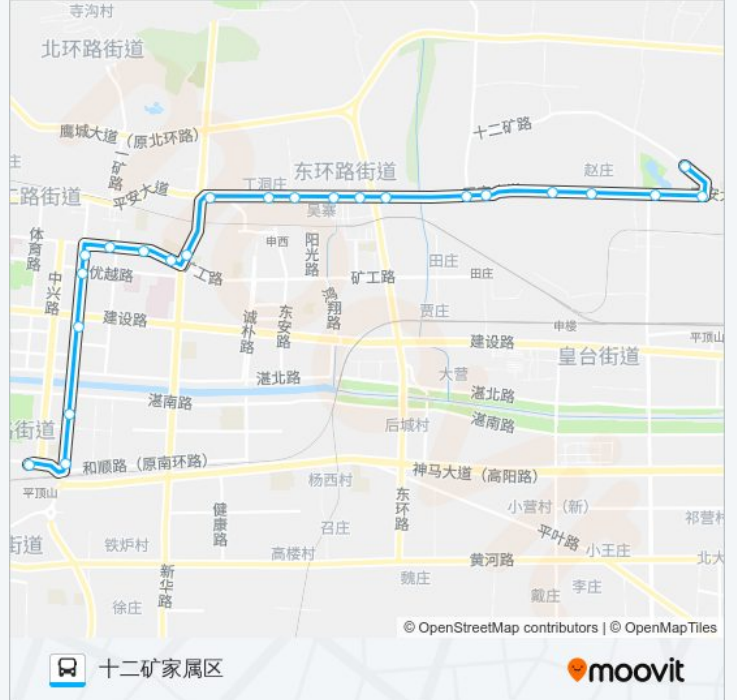 寺沟村
北环路街道
鹰城大道（原北环路）
十二矿路
一矿路
庄
东环路街道
赵庄
丁洼庄
平安大道
二路街道
安大
吴寨
体育路
申西
阳光路
田庄
优越路
矿工路
矿工路
田庄
中兴路
鸿翔路
诚朴路
东安路
贾庄
建设路
申楼
平顶山
建设路
皇台街道
大营
湛北路
湛北路
湛南路
湛南路
后城村
街道
和顺路（原南环路）
神马大道（高阳路）
杨西村
平顶山
东环路
健康路
小营村（新）
祁营村
召庄
平叶路
街道
铁炉村
高楼村
小王庄
黄河路
北大
新华路
魏庄
李庄
戴庄
徐庄
© OpenStreetMap contributors | © OpenMapTiles
十二矿家属区
moovit